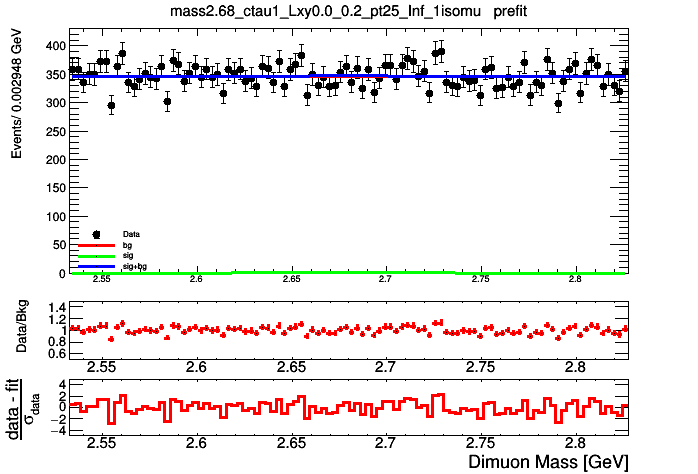 mass2.68_ctau1_Lxy0.0_0.2_pt25_Inf_1isomu prefit
Events/ 0.002948 GeV
400
350
300
250
200
150
100
50
0
Data
bg
sig
sig+bg
2.55 2.6 2.65 2.7 2.75 2.8
Data/Bkg
1.4
1.2
1
0.8
0.6
2.55 2.6 2.65 2.7 2.75 2.8
data - fit
σdata
4
2
0
−2
−4
2.55 2.6 2.65 2.7 2.75 2.8
Dimuon Mass [GeV]